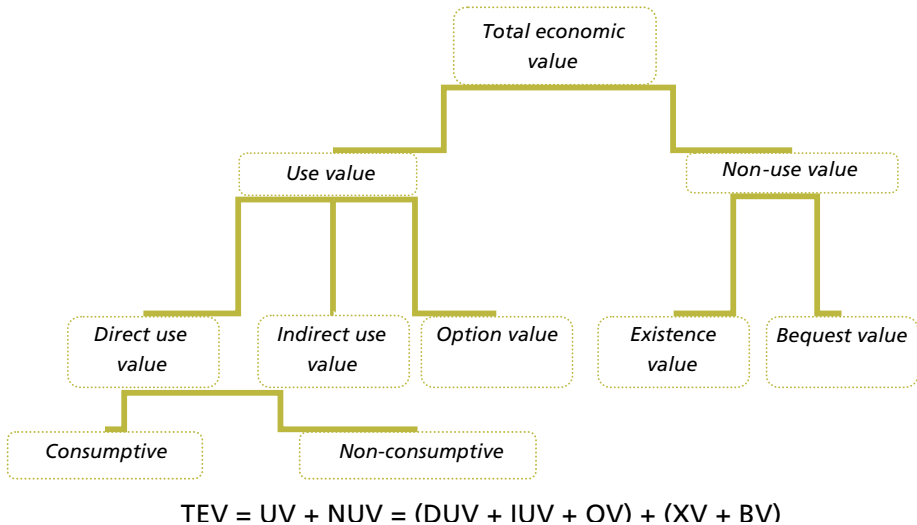 Total economic
value
Use value
Non-use value
Direct use
value
Indirect use
value
Option value
Existence
value
Bequest value
Consumptive
Non-consumptive
TEV = UV + NUV = (DUV + IUV + OV) + (XV + BV)